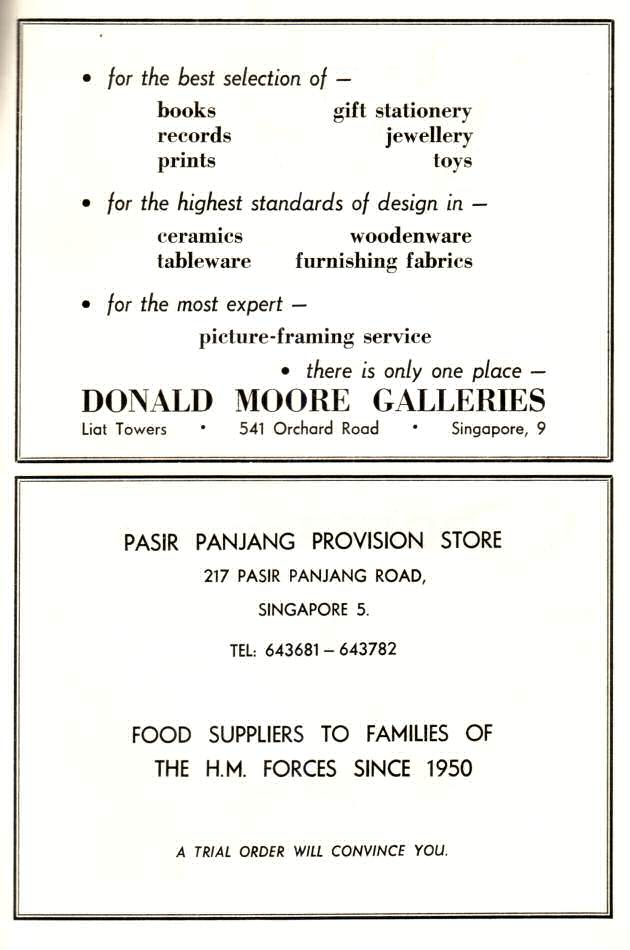 • for the best selection of —
books gift stationery
records jewellery
prints toys
• for the highest standards of design in —
ceramics woodenware
tableware furnishing fabrics
• for the most expert —
picture-framing service
• there is only one place —
DONALD MOORE GALLERIES
Liat Towers • 541 Orchard Road • Singapore, 9
PASIR PANJANG PROVISION STORE
217 PASIR PANJANG ROAD,
SINGAPORE 5.
TEL: 643681 – 643782
FOOD SUPPLIERS TO FAMILIES OF
THE H.M. FORCES SINCE 1950
A TRIAL ORDER WILL CONVINCE YOU.